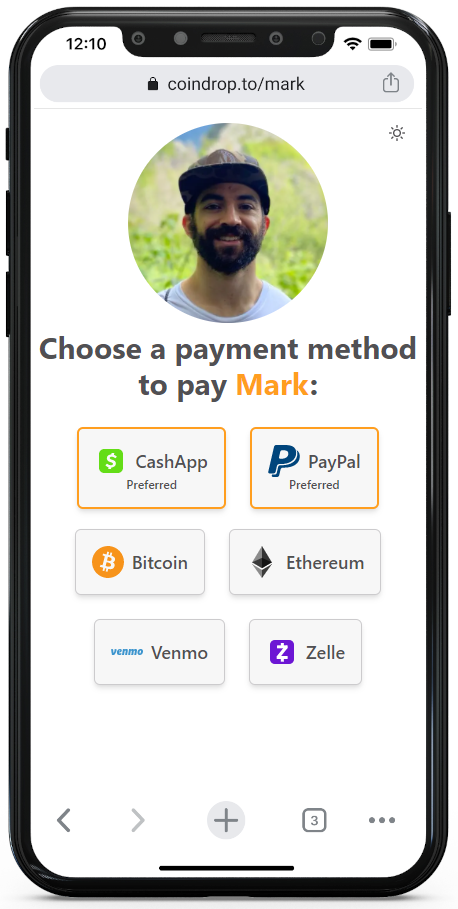 12:10
coindrop.to/mark
Choose a payment method
to pay Mark:
CashApp
Preferred
PayPal
Preferred
Bitcoin
Ethereum
venmo Venmo
Zelle
3